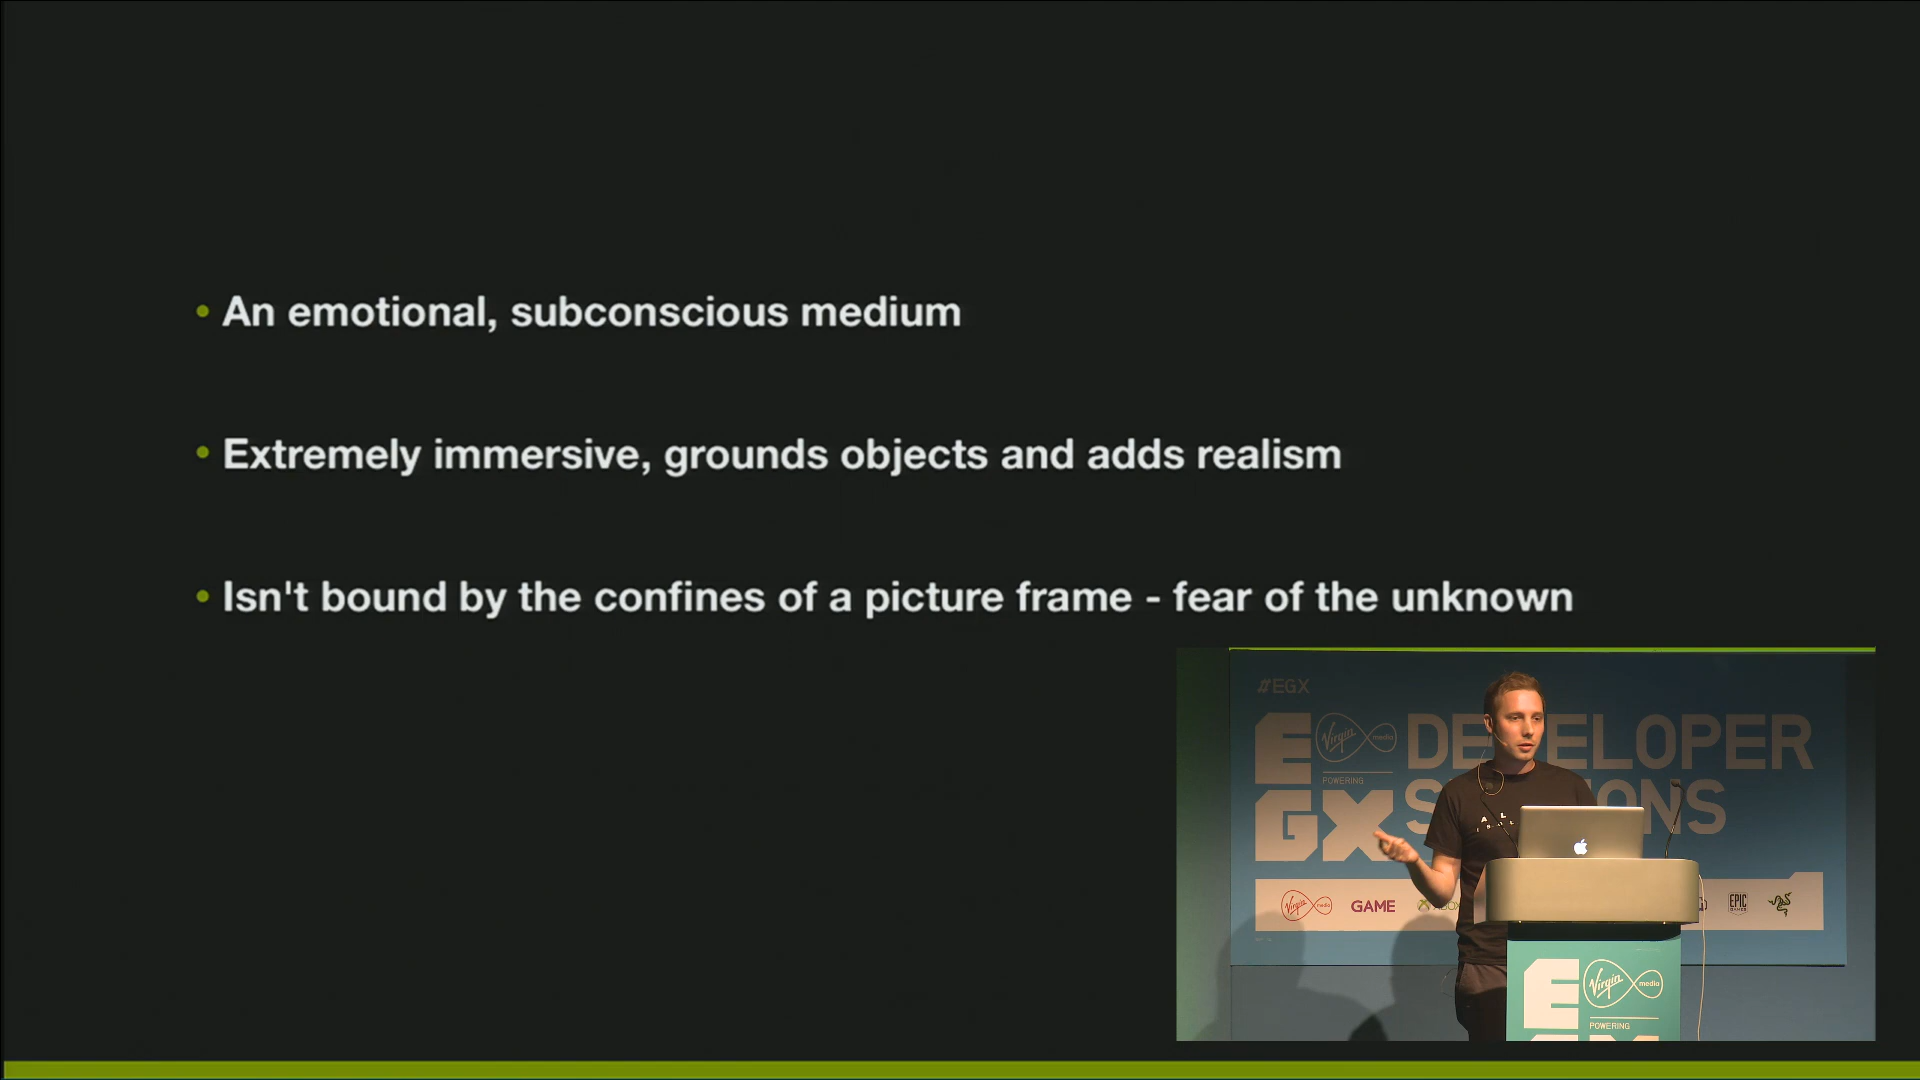 • An emotional, subconscious medium
• Extremely immersive, grounds objects and adds realism
• Isn't bound by the confines of a picture frame - fear of the unknown
#EGX
E
Virgin media
POWERING
GX
DEVELOPER
Virgin media
GAME
EPIC
GAMES
E
Virgin media
POWERING